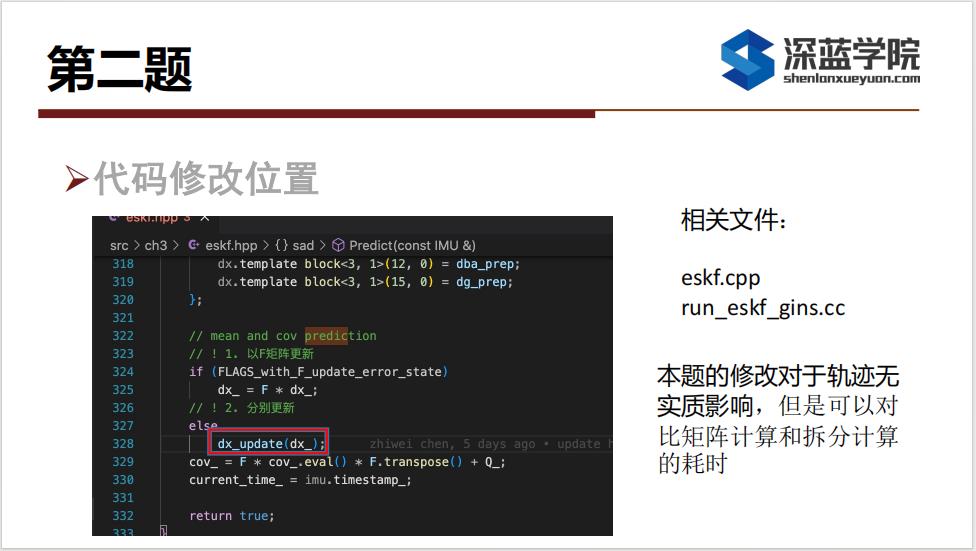 第二题
深蓝学院
shenlanxueyuan.com
代码修改位置
eskf.hpp 3
src > ch3 > eskf.hpp > {} sad > Predict(const IMU &)
318 dx.template block<3, 1>(12, 0) = dba_prep;
319 dx.template block<3, 1>(15, 0) = dg_prep;
320 };
321
322 // mean and cov prediction
323 // ! 1. 以F矩阵更新
324 if (FLAGS_with_F_update_error_state)
325 dx_ = F * dx_;
326 // ! 2. 分别更新
327 else
328 dx_update(dx_); zhiwei chen, 5 days ago • update
329 cov_ = F * cov_.eval() * F.transpose() + Q_;
330 current_time_ = imu.timestamp_;
331
332 return true;
333 }
相关文件：
eskf.cpp
run_eskf_gins.cc
本题的修改对于轨迹无
实质影响，但是可以对
比矩阵计算和拆分计算
的耗时